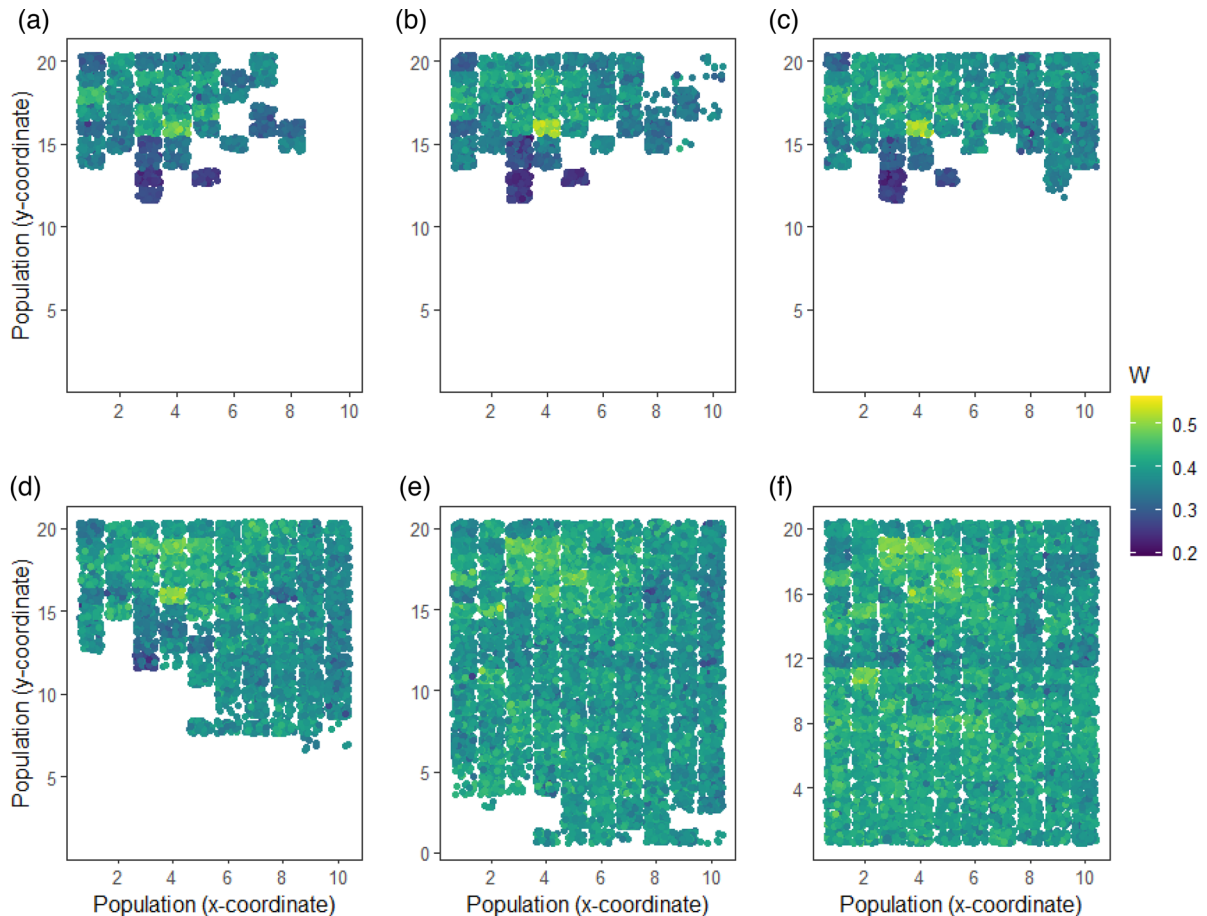 (a)
(b)
(c)
Population (y-coordinate)
20
15
10
5
20
15
10
5
20
15
10
5
2 4 6 8 10
2 4 6 8 10
2 4 6 8 10
W
0.5
0.4
0.3
0.2
(d)
(e)
(f)
Population (y-coordinate)
20
15
10
5
20
15
10
5
0
20
16
12
8
4
2 4 6 8 10
2 4 6 8 10
2 4 6 8 10
Population (x-coordinate)
Population (x-coordinate)
Population (x-coordinate)